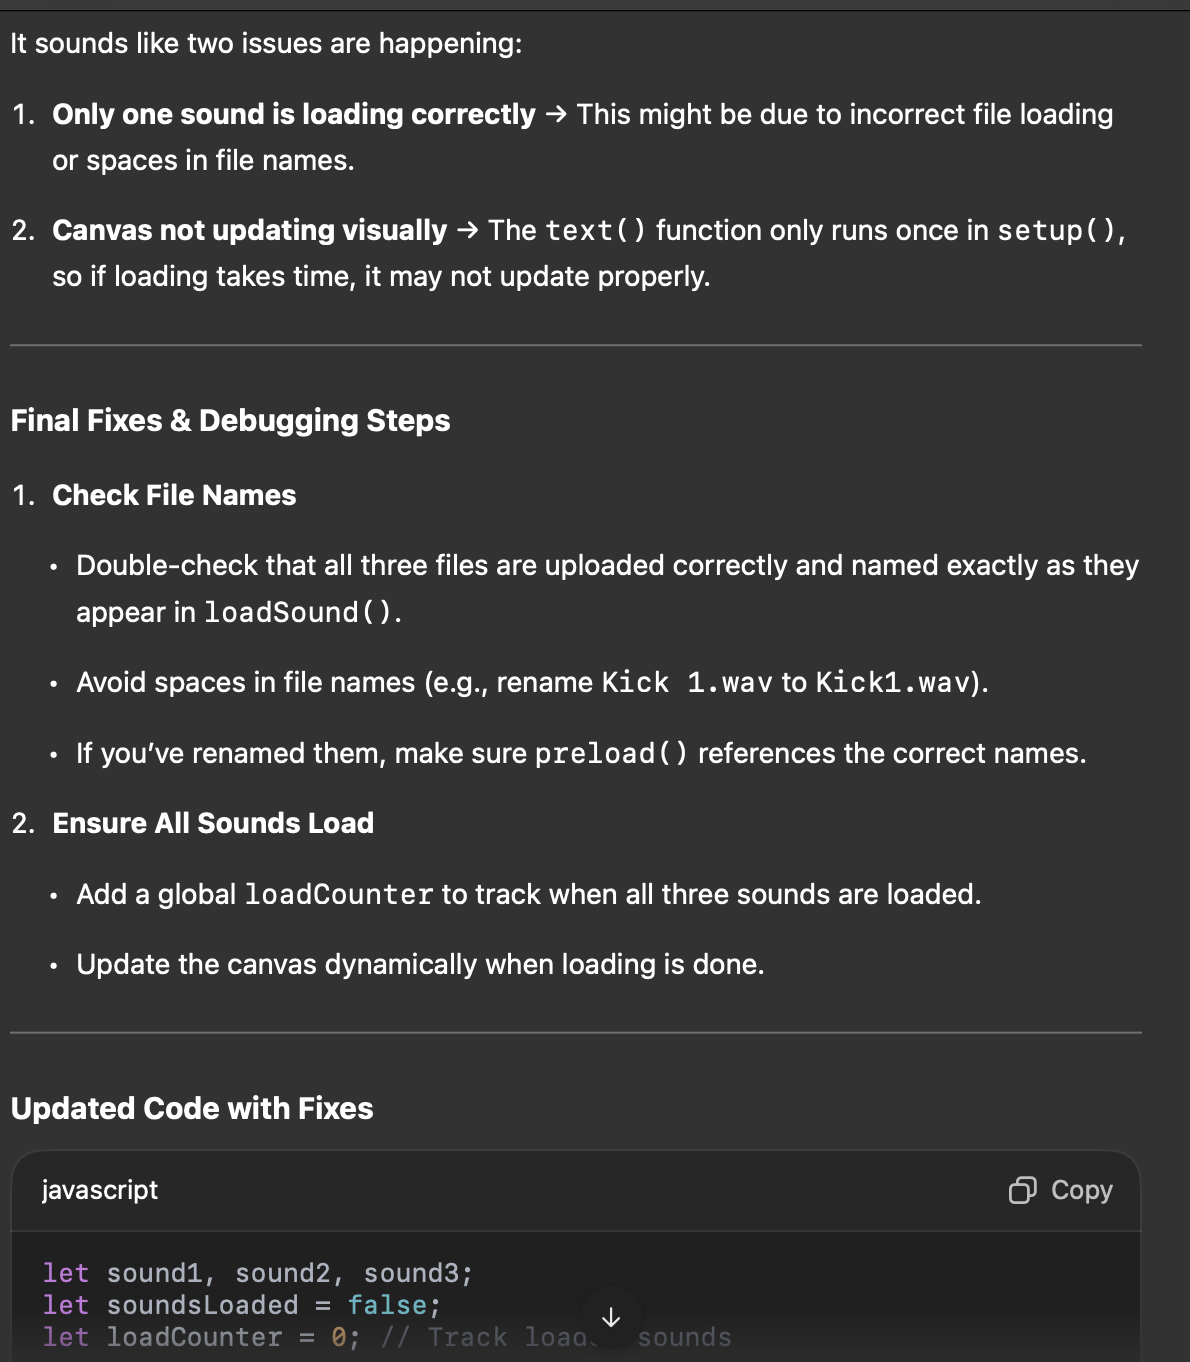 It sounds like two issues are happening:
1. Only one sound is loading correctly → This might be due to incorrect file loading
or spaces in file names.
2. Canvas not updating visually → The text() function only runs once in setup(),
so if loading takes time, it may not update properly.
Final Fixes & Debugging Steps
1. Check File Names
• Double-check that all three files are uploaded correctly and named exactly as they
appear in loadSound().
• Avoid spaces in file names (e.g., rename Kick 1.wav to Kick1.wav).
• If you’ve renamed them, make sure preload() references the correct names.
2. Ensure All Sounds Load
• Add a global loadCounter to track when all three sounds are loaded.
• Update the canvas dynamically when loading is done.
Updated Code with Fixes
javascript
Copy
let sound1, sound2, sound3;
let soundsLoaded = false;
let loadCounter = 0; // Track sounds